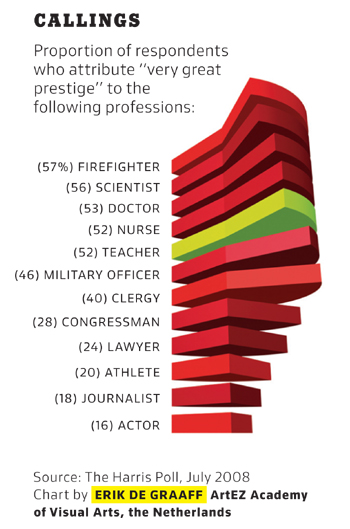 CALLINGS
Proportion of respondents
who attribute "very great
prestige" to the
following professions:
(57%) FIREFIGHTER
(56) SCIENTIST
(53) DOCTOR
(52) NURSE
(52) TEACHER
(46) MILITARY OFFICER
(40) CLERGY
(28) CONGRESSMAN
(24) LAWYER
(20) ATHLETE
(18) JOURNALIST
(16) ACTOR
Source: The Harris Poll, July 2008
Chart by ERIK DE GRAAFF ArtEZ Academy
of Visual Arts, the Netherlands